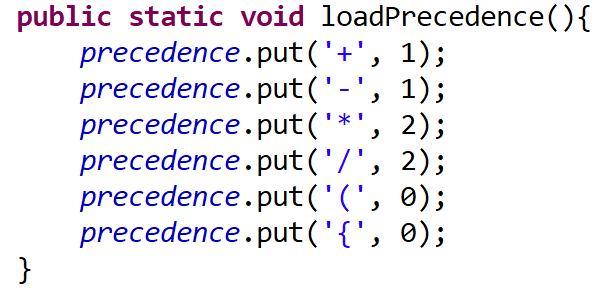 public static void loadPrecedence(){
    precedence.put('+', 1);
    precedence.put('-', 1);
    precedence.put('*', 2);
    precedence.put('/', 2);
    precedence.put('(', 0);
    precedence.put('{', 0);
}